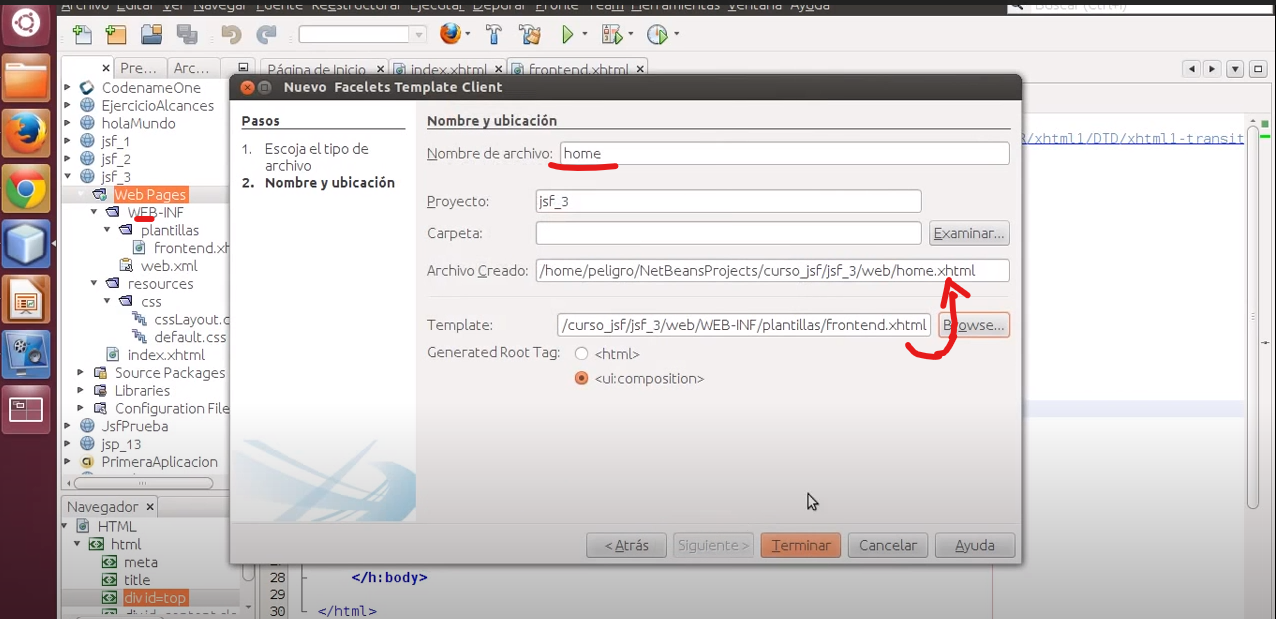 Archivo Editar Ver Navegar Fuente Reestructurar Ejecutar Depurar Profile Team Herramientas Ventana Ayuda
Buscar (Ctrl+I)
Pre... Arc...
Página de Inicio index.xhtml frontend.xhtml
CodenameOne
EjercicioAlcances
holaMundo
jsf_1
jsf_2
jsf_3
Web Pages
WEB-INF
plantillas
frontend.xh
web.xml
resources
css
cssLayout.c
default.css
index.xhtml
Source Packages
Libraries
Configuration File
JsfPrueba
jsp_13
PrimeraAplicacion
Navegador
HTML
html
meta
title
div id=top
Nuevo Facelets Template Client
Pasos
1. Escoja el tipo de
archivo
2. Nombre y ubicación
Nombre y ubicación
Nombre de archivo: home
Proyecto: jsf_3
Carpeta: Examinar...
Archivo Creado: /home/peligro/NetBeansProjects/curso_jsf/jsf_3/web/home.xhtml
Template: /curso_jsf/jsf_3/web/WEB-INF/plantillas/frontend.xhtml Browse...
Generated Root Tag: <html>
<ui:composition>
< Atrás Siguiente > Terminar Cancelar Ayuda
R/xhtml1/DTD/xhtml1-transit
28 </h:body>
29
30 </html>